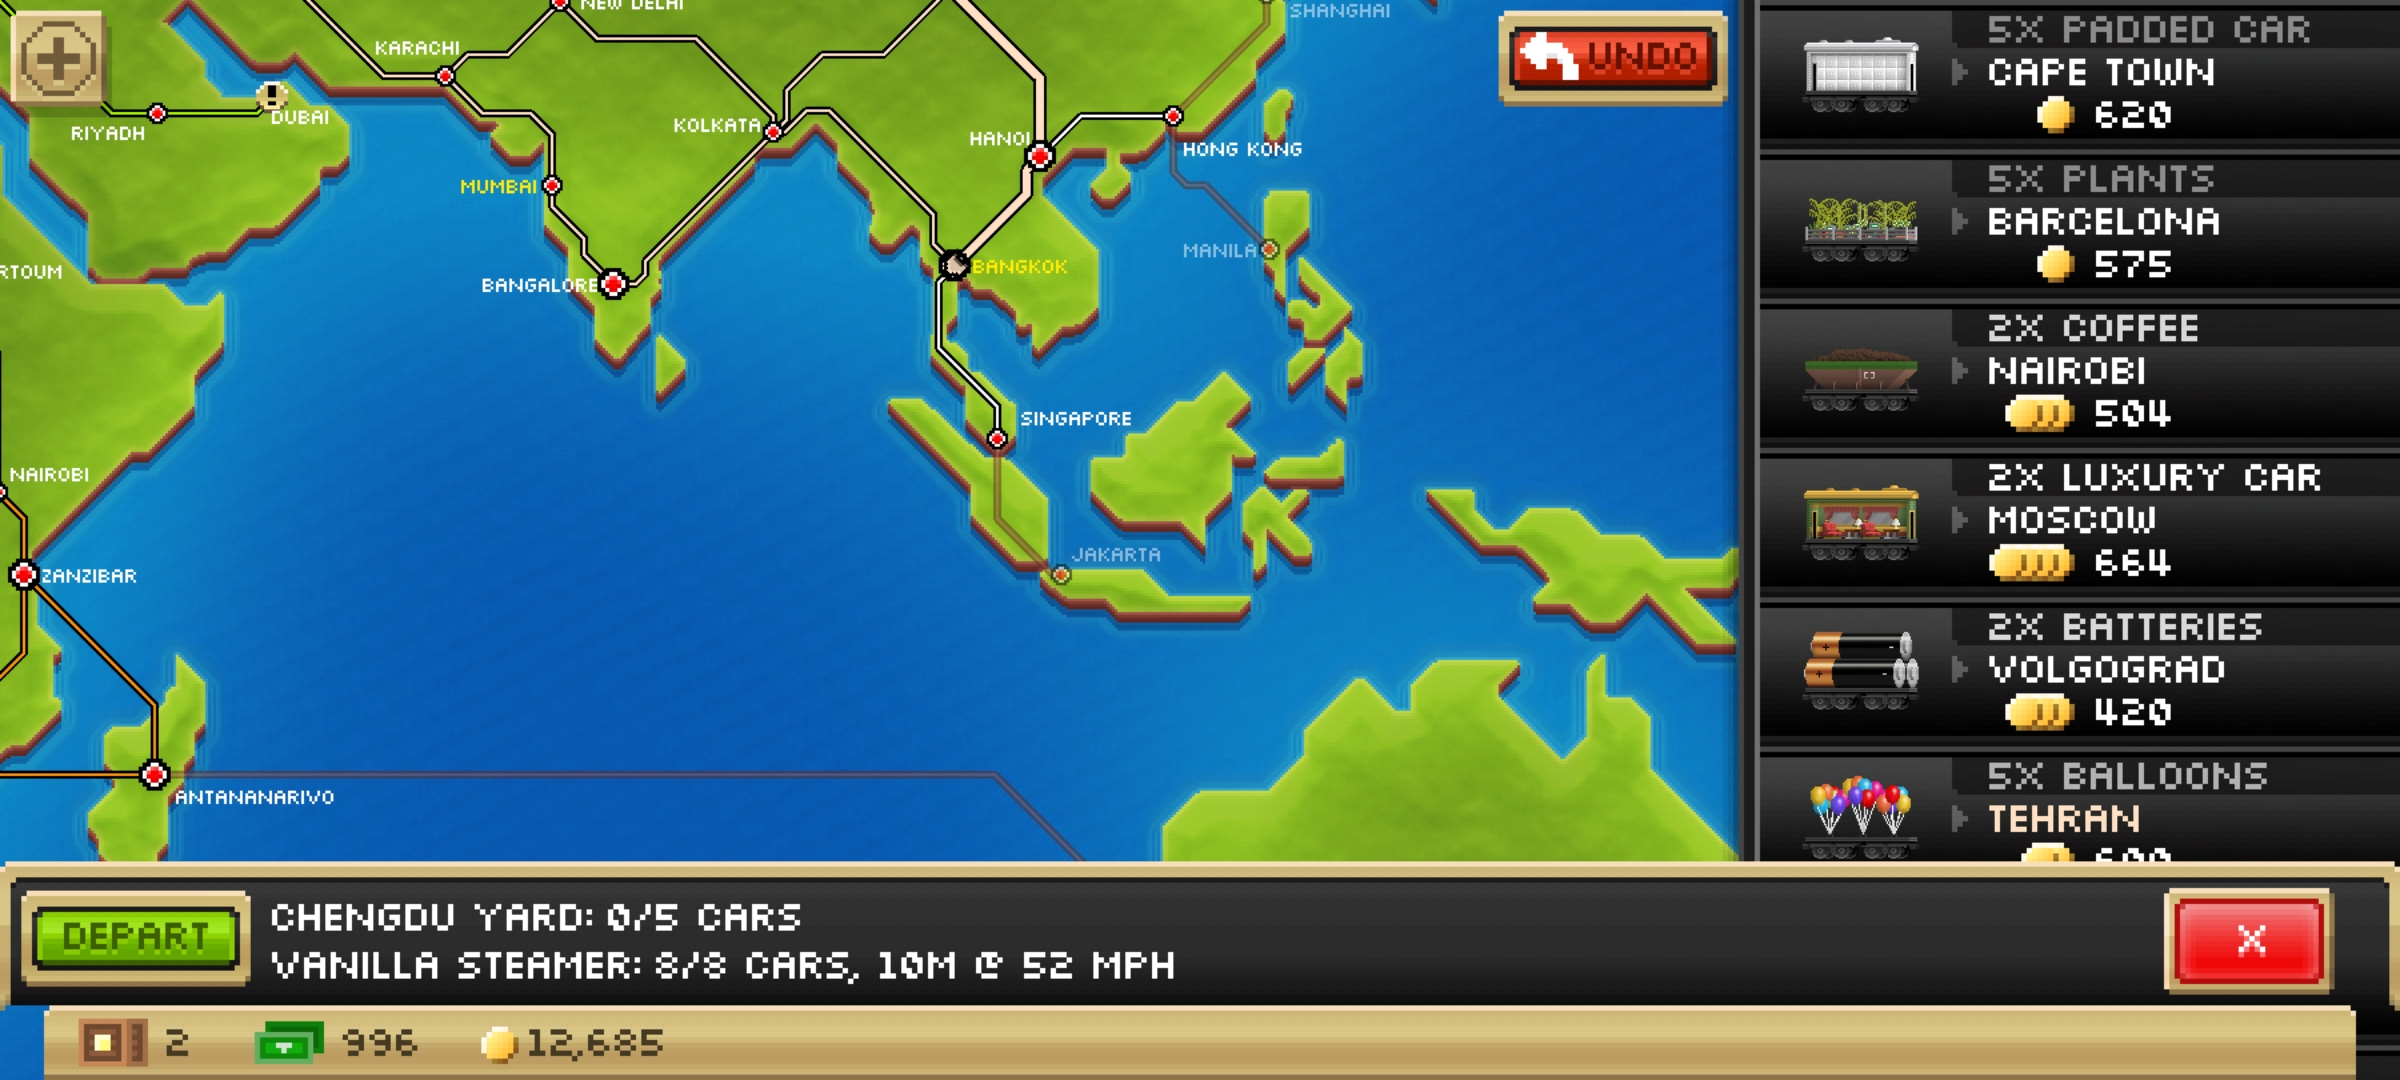 NEW DELHI
SHANGHAI
KARACHI
UNDO
RIYADH
DUBAI
KOLKATA
HANOI
HONG KONG
MUMBAI
MANILA
BANGKOK
BANGALORE
RTOUM
SINGAPORE
NAIROBI
JAKARTA
ZANZIBAR
ANTANANARIVO
5X PADDED CAR
CAPE TOWN
620
5X PLANTS
BARCELONA
575
2X COFFEE
NAIROBI
504
2X LUXURY CAR
MOSCOW
664
2X BATTERIES
VOLGOGRAD
420
5X BALLOONS
TEHRAN
600
DEPART
CHENGDU YARD: 0/5 CARS
VANILLA STEAMER: 8/8 CARS, 10M @ 52 MPH
X
2
996
12,685